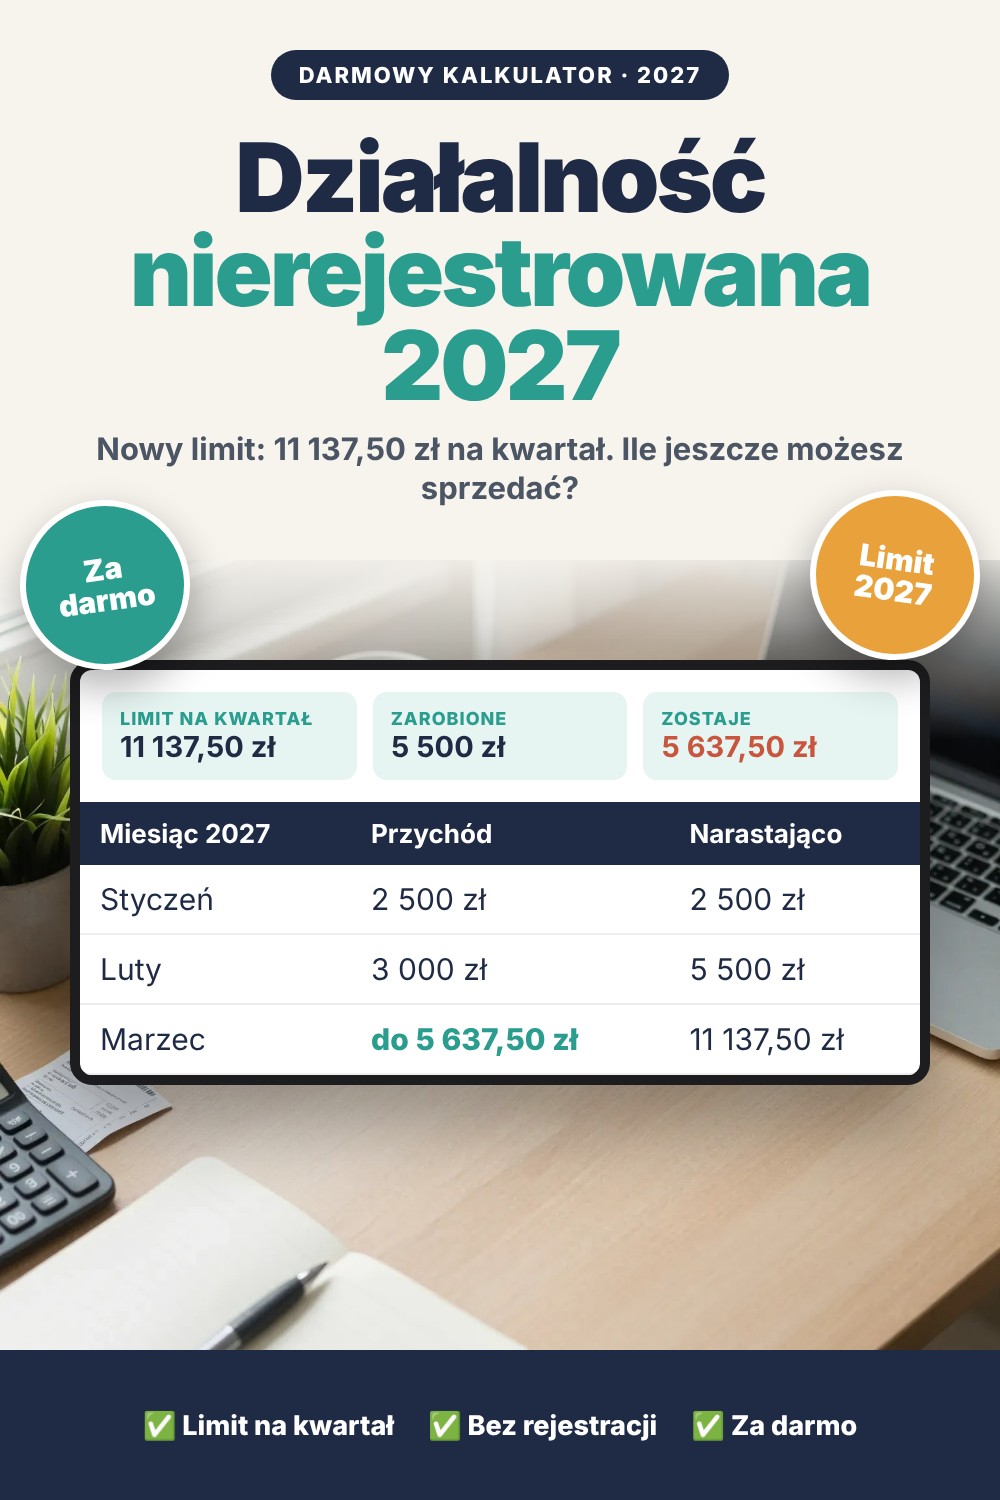 DARMOWY KALKULATOR · 2027
Działalność
nierejestrowana
2027
Nowy limit: 11 137,50 zł na kwartał. Ile jeszcze możesz
sprzedać?
Za
darmo
Limit
2027
LIMIT NA KWARTAŁ
11 137,50 zł
ZAROBIONE
5 500 zł
ZOSTAJE
5 637,50 zł
Miesiąc 2027 Przychód Narastająco
Styczeń 2 500 zł 2 500 zł
Luty 3 000 zł 5 500 zł
Marzec do 5 637,50 zł 11 137,50 zł
✅ Limit na kwartał ✅ Bez rejestracji ✅ Za darmo